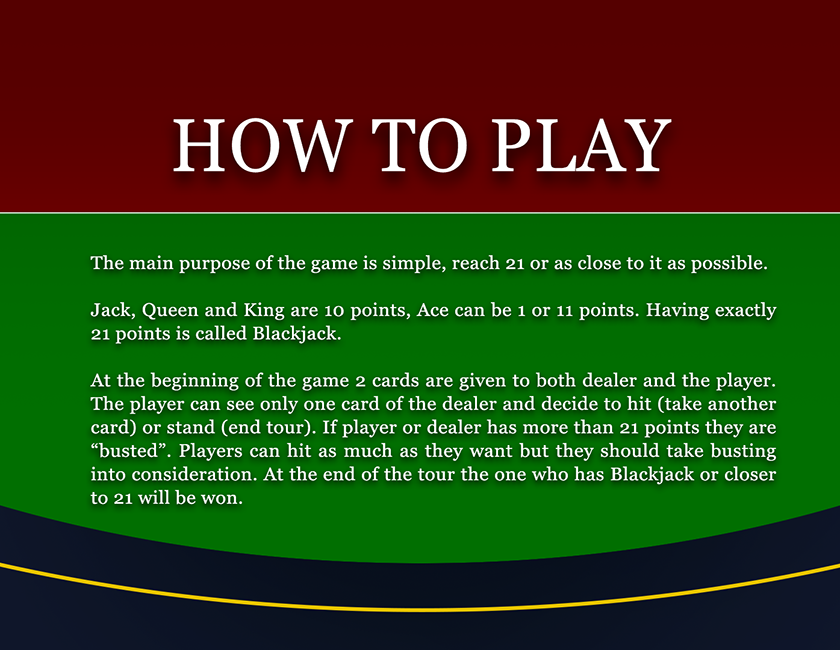 HOW TO PLAY
The main purpose of the game is simple, reach 21 or as close to it as possible.
Jack, Queen and King are 10 points, Ace can be 1 or 11 points. Having exactly
21 points is called Blackjack.
At the beginning of the game 2 cards are given to both dealer and the player.
The player can see only one card of the dealer and decide to hit (take another
card) or stand (end tour). If player or dealer has more than 21 points they are
“busted”. Players can hit as much as they want but they should take busting
into consideration. At the end of the tour the one who has Blackjack or closer
to 21 will be won.